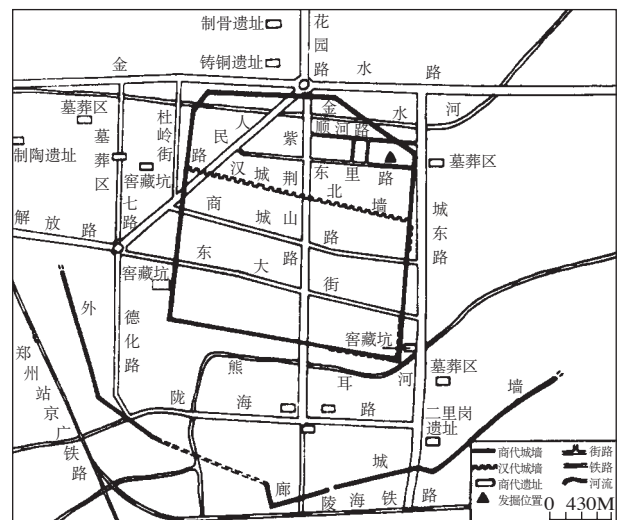 制骨遗址
铸铜遗址
花园路
金水路
金水河
墓葬区
墓葬区
杜岭街
人民路
紫荆山路
顺河路
制陶遗址
窖藏坑
东里路
墓葬区
汉城北墙
解放路
七路
商城路
城东路
东大街
窖藏坑
外廊城墙
德化路
窖藏坑
熊耳河
墓葬区
郑州站
京广铁路
陇海路
二里岗遗址
陵海铁路
商代城墙
汉代城墙
商代遗址
发掘位置
街路
铁路
河流
0 430M